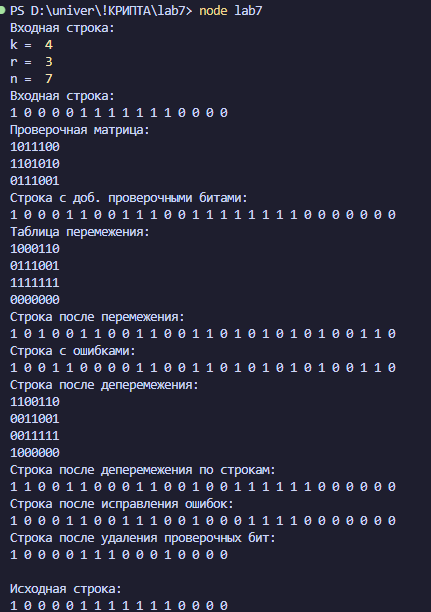 PS D:\univer\!КРИПТА\lab7> node lab7
Входная строка:
k = 4
r = 3
n = 7
Входная строка:
1 0 0 0 0 1 1 1 1 1 1 1 0 0 0 0
Проверочная матрица:
1011100
1101010
0111001
Строка с доб. проверочными битами:
1 0 0 0 1 1 0 0 1 1 1 0 0 1 1 1 1 1 1 1 1 0 0 0 0 0 0 0
Таблица перемежения:
1000110
0111001
1111111
0000000
Строка после перемежения:
1 0 1 0 0 1 1 0 0 1 1 0 0 1 1 0 1 0 1 0 1 0 1 0 0 1 1 0
Строка с ошибками:
1 0 0 1 1 0 0 0 0 1 1 0 0 1 1 0 1 0 1 0 1 0 1 0 0 1 1 0
Строка после деперемежения:
1100110
0011001
0011111
1000000
Строка после деперемежения по строкам:
1 1 0 0 1 1 0 0 0 1 1 0 0 1 0 0 1 1 1 1 1 1 0 0 0 0 0 0
Строка после исправления ошибок:
1 0 0 0 1 1 0 0 1 1 1 0 0 1 0 0 0 1 1 1 1 0 0 0 0 0 0 0
Строка после удаления проверочных бит:
1 0 0 0 0 1 1 1 0 0 0 1 0 0 0 0
Исходная строка:
1 0 0 0 0 1 1 1 1 1 1 1 0 0 0 0